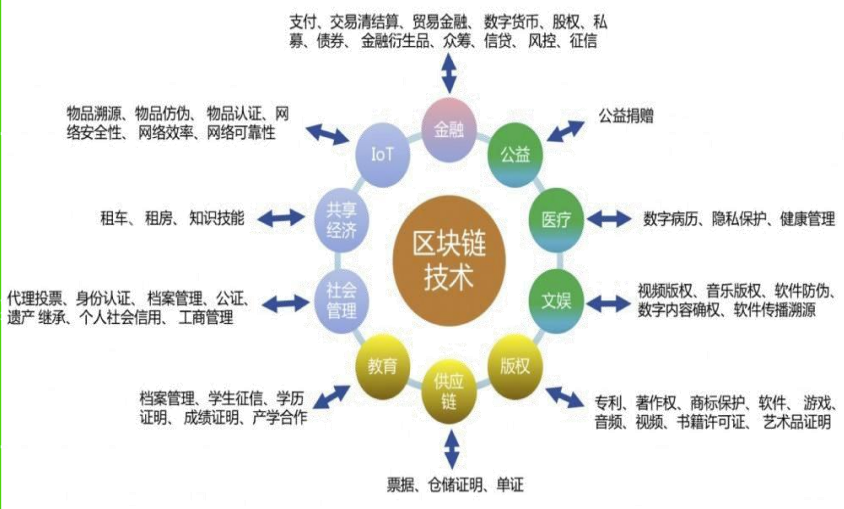 支付、交易清结算、贸易金融、数字货币、股权、私
募、债券、 金融衍生品、众筹、信贷、 风控、征信
金融
物品溯源、物品仿伪、 物品认证、网
络安全性、 网络效率、网络可靠性
IoT
公益
公益捐赠
租车、 租房、 知识技能
共享
经济
区块链
技术
医疗
数字病历、隐私保护、健康管理
代理投票、身份认证、 档案管理、公证、
遗产 继承、个人社会信用、 工商管理
社会
管理
文娱
视频版权、音乐版权、软件防伪、
数字内容确权、软件传播溯源
教育
档案管理、学生征信、学历
证明、 成绩证明、产学合作
供应
链
票据、仓储证明、单证
版权
专利、著作权、商标保护、软件、 游戏、
音频、视频、书籍许可证、 艺术品证明